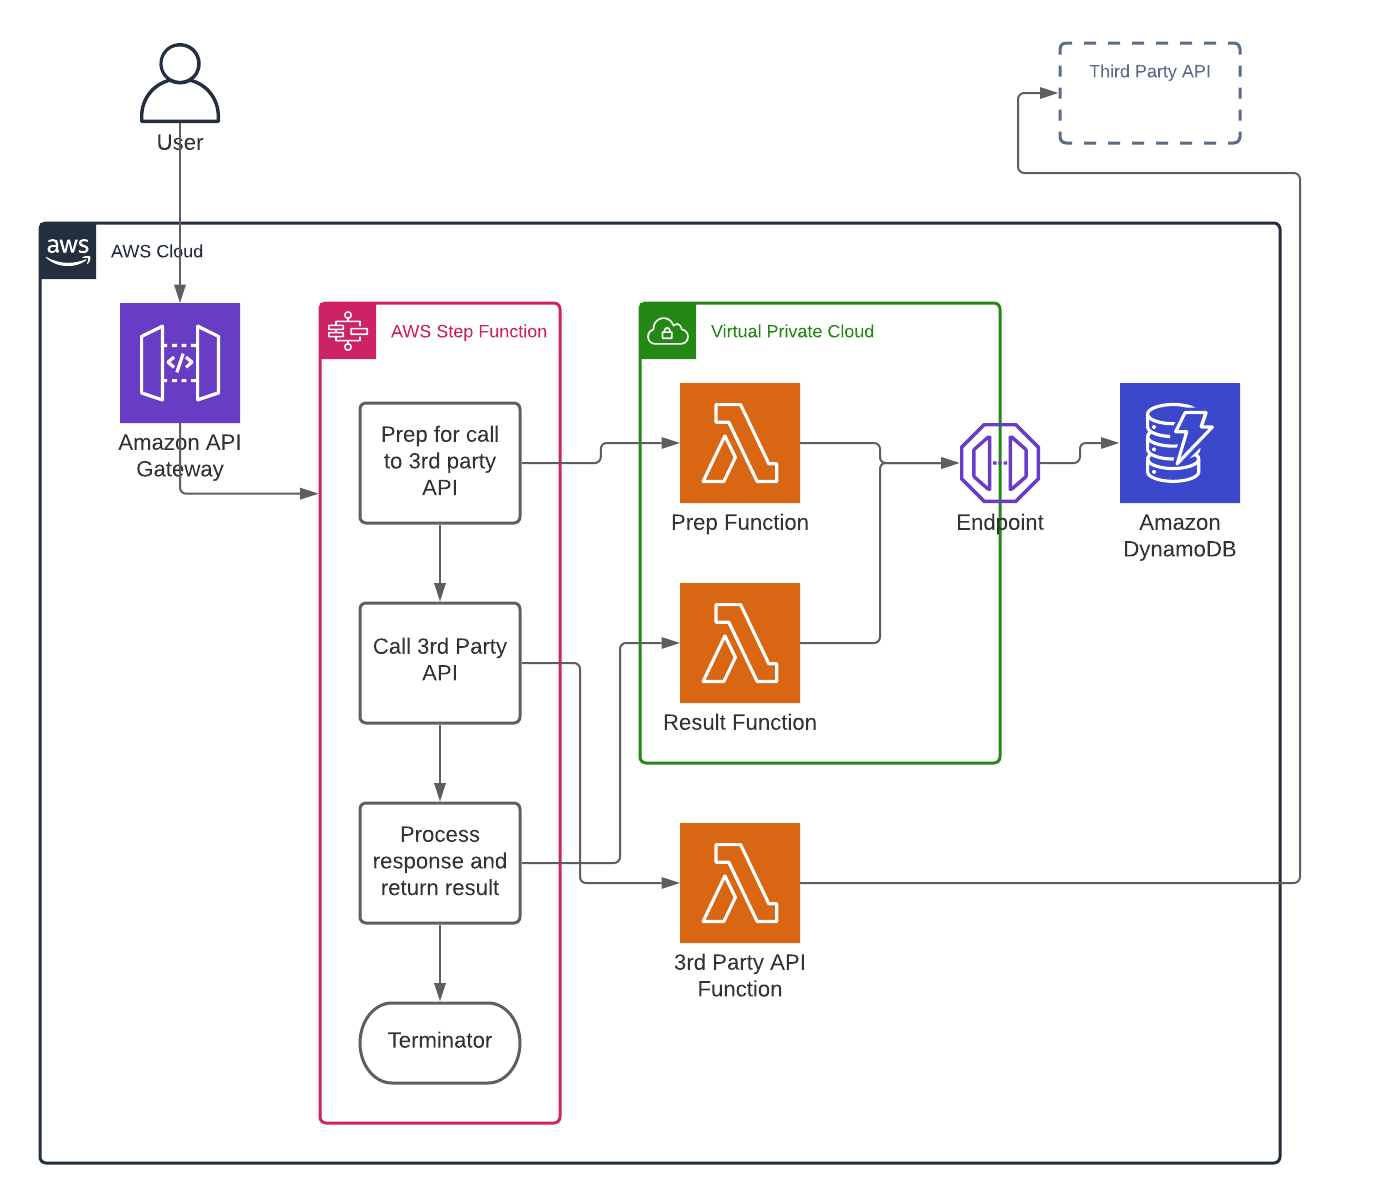 User
Third Party API
aws
AWS Cloud
Amazon API
Gateway
AWS Step Function
Prep for call
to 3rd party
API
Call 3rd Party
API
Process
response and
return result
Terminator
Virtual Private Cloud
Prep Function
Result Function
Endpoint
Amazon
DynamoDB
3rd Party API
Function